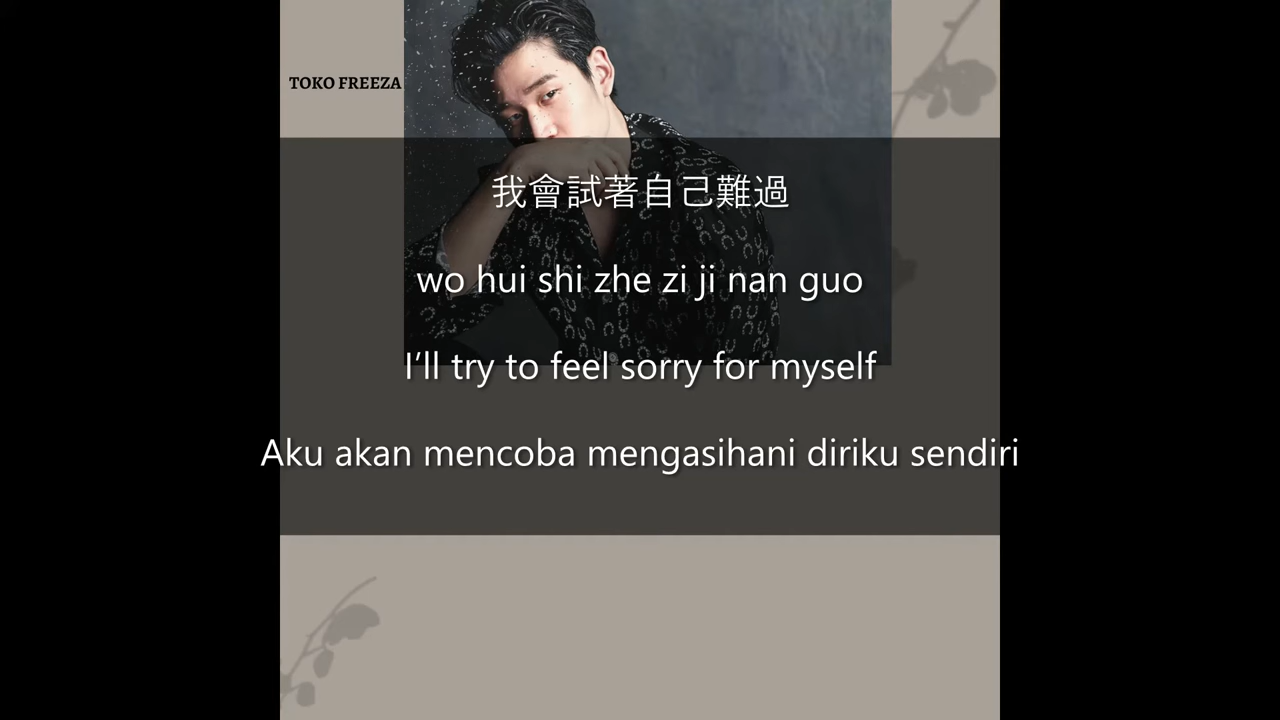 TOKO FREEZA
我會試著自己難過
wo hui shi zhe zi ji nan guo
I'll try to feel sorry for myself
Aku akan mencoba mengasihani diriku sendiri